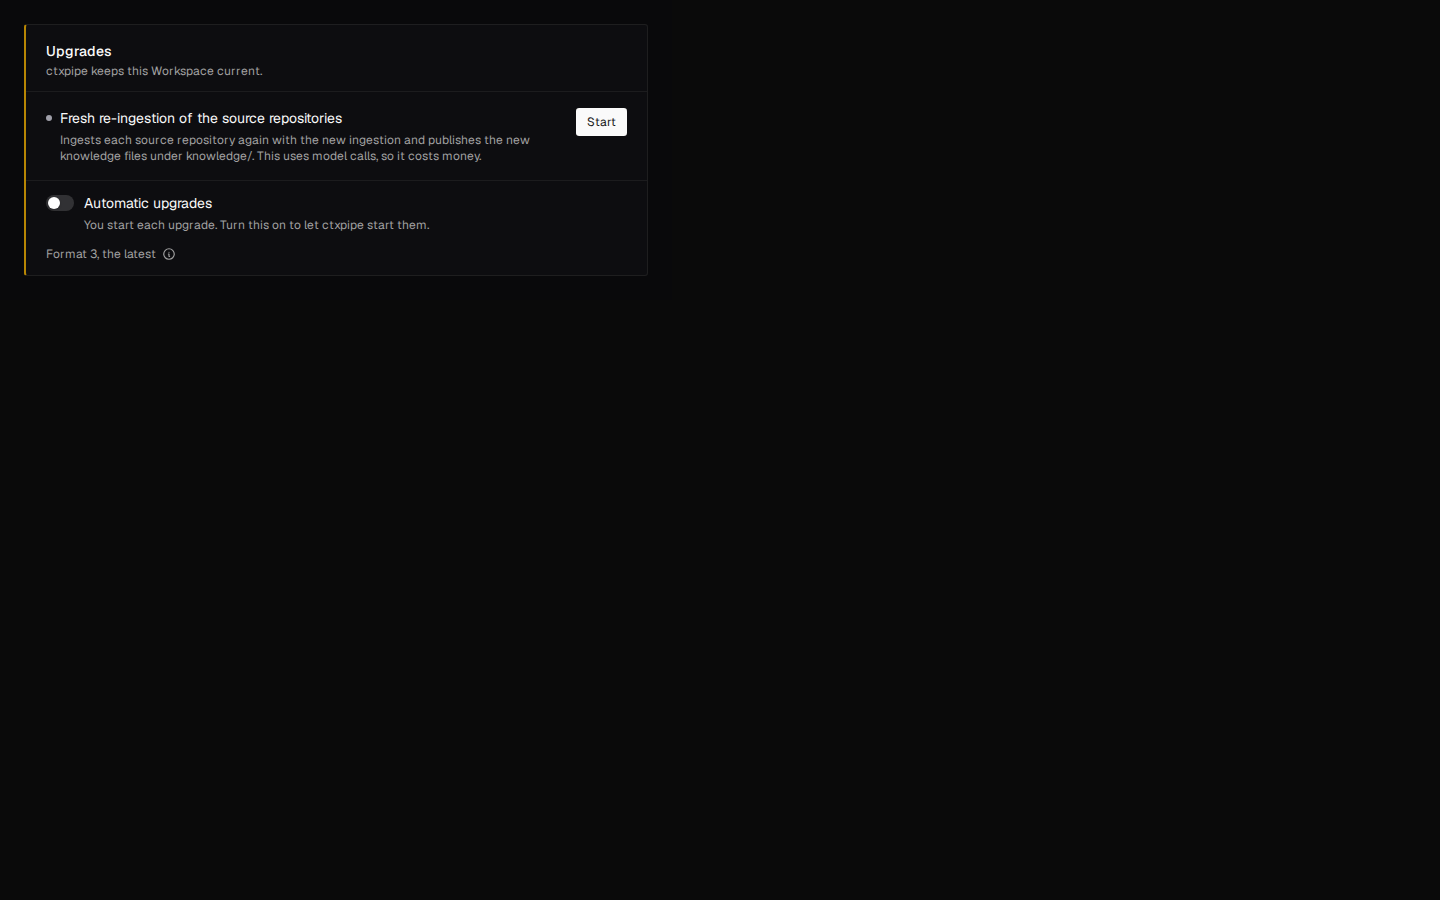 Upgrades
ctxpipe keeps this Workspace current.
Fresh re-ingestion of the source repositories
Start
Ingests each source repository again with the new ingestion and publishes the new
knowledge files under knowledge/. This uses model calls, so it costs money.
Automatic upgrades
You start each upgrade. Turn this on to let ctxpipe start them.
Format 3, the latest